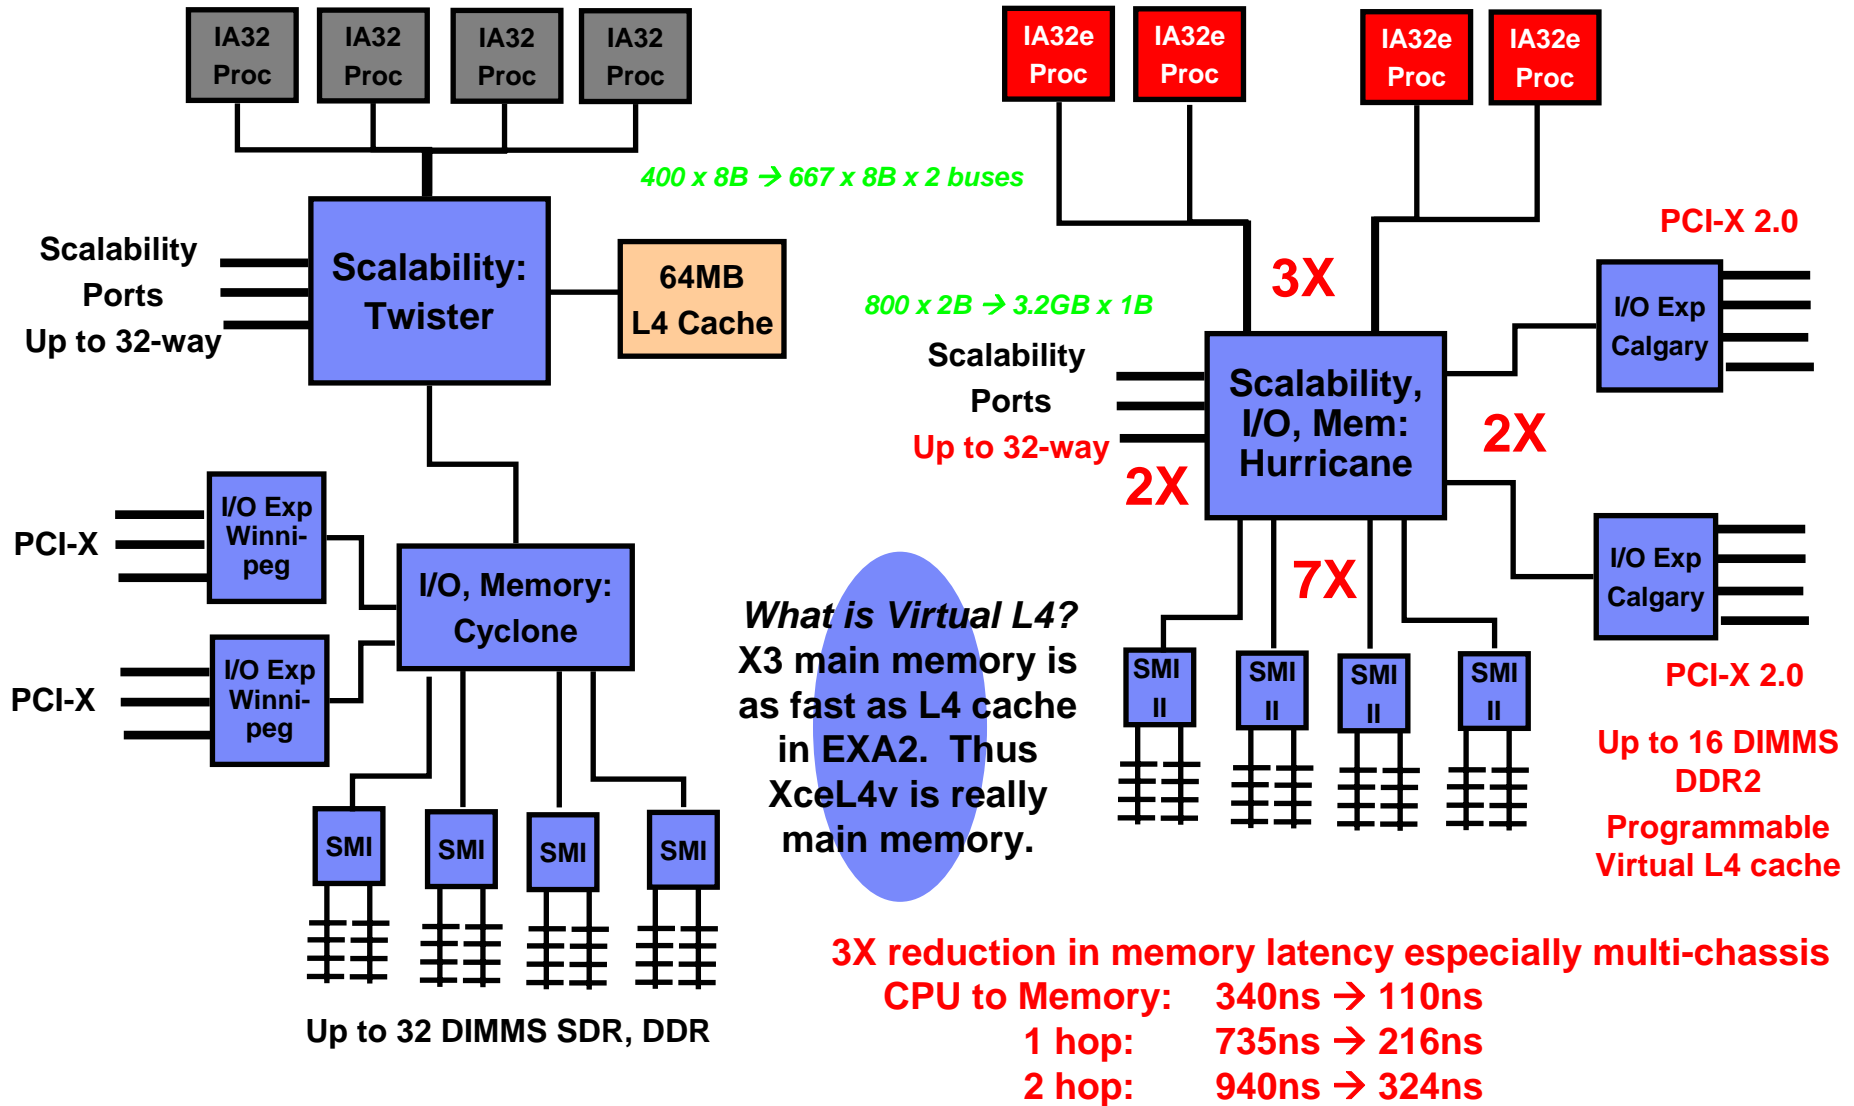 IA32
Proc
IA32
Proc
IA32
Proc
IA32
Proc
400 x 8B → 667 x 8B x 2 buses
Scalability
Ports
Up to 32-way
Scalability:
Twister
64MB
L4 Cache
PCI-X
I/O Exp
Winni-
peg
PCI-X
I/O Exp
Winni-
peg
I/O, Memory:
Cyclone
SMI
SMI
SMI
SMI
Up to 32 DIMMS SDR, DDR
What is Virtual L4?
X3 main memory is
as fast as L4 cache
in EXA2. Thus
XceL4v is really
main memory.
IA32e
Proc
IA32e
Proc
IA32e
Proc
IA32e
Proc
3X
800 x 2B → 3.2GB x 1B
Scalability
Ports
Up to 32-way
2X
Scalability,
I/O, Mem:
Hurricane
2X
7X
PCI-X 2.0
I/O Exp
Calgary
I/O Exp
Calgary
PCI-X 2.0
SMI
II
SMI
II
SMI
II
SMI
II
Up to 16 DIMMS
DDR2
Programmable
Virtual L4 cache
3X reduction in memory latency especially multi-chassis
CPU to Memory: 340ns → 110ns
1 hop: 735ns → 216ns
2 hop: 940ns → 324ns